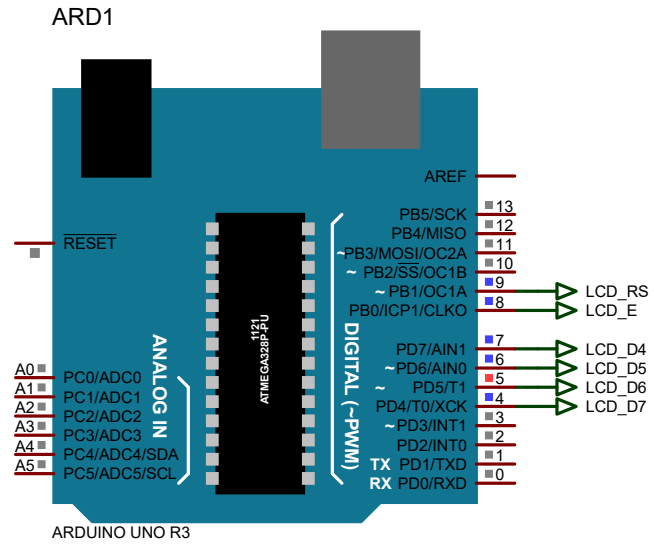 ARD1
AREF
13
PB5/SCK
12
PB4/MISO
11
~PB3/MOSI/OC2A
10
~ PB2/SS/OC1B
9
~ PB1/OC1A
LCD_RS
8
PB0/ICP1/CLKO
LCD_E
RESET
7
PD7/AIN1
LCD_D4
6
~PD6/AIN0
LCD_D5
5
~ PD5/T1
LCD_D6
4
PD4/T0/XCK
LCD_D7
3
~PD3/INT1
2
PD2/INT0
1
TX PD1/TXD
0
RX PD0/RXD
A0
PC0/ADC0
A1
PC1/ADC1
A2
PC2/ADC2
A3
PC3/ADC3
A4
PC4/ADC4/SDA
A5
PC5/ADC5/SCL
ANALOG IN
1121
ATMEGA328P-PU
DIGITAL (~PWM)
ARDUINO UNO R3